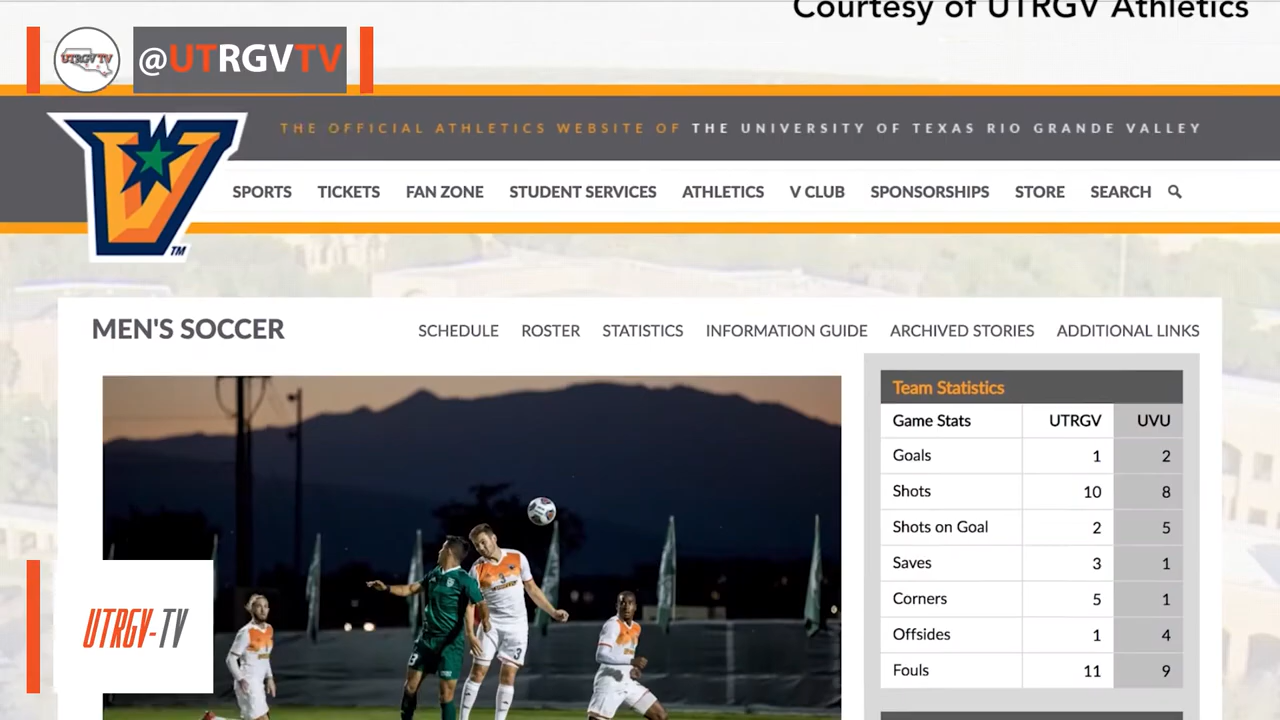 Courtesy of UTRGV Athletics
UTRGVTV
@UTRGVTV
THE OFFICIAL ATHLETICS WEBSITE OF THE UNIVERSITY OF TEXAS RIO GRANDE VALLEY
V
TM
SPORTS TICKETS FAN ZONE STUDENT SERVICES ATHLETICS V CLUB SPONSORSHIPS STORE SEARCH
MEN'S SOCCER
SCHEDULE ROSTER STATISTICS INFORMATION GUIDE ARCHIVED STORIES ADDITIONAL LINKS
Team Statistics
Game Stats UTRGV UVU
Goals 1 2
Shots 10 8
Shots on Goal 2 5
Saves 3 1
Corners 5 1
Offsides 1 4
Fouls 11 9
3
UTRGV-TV